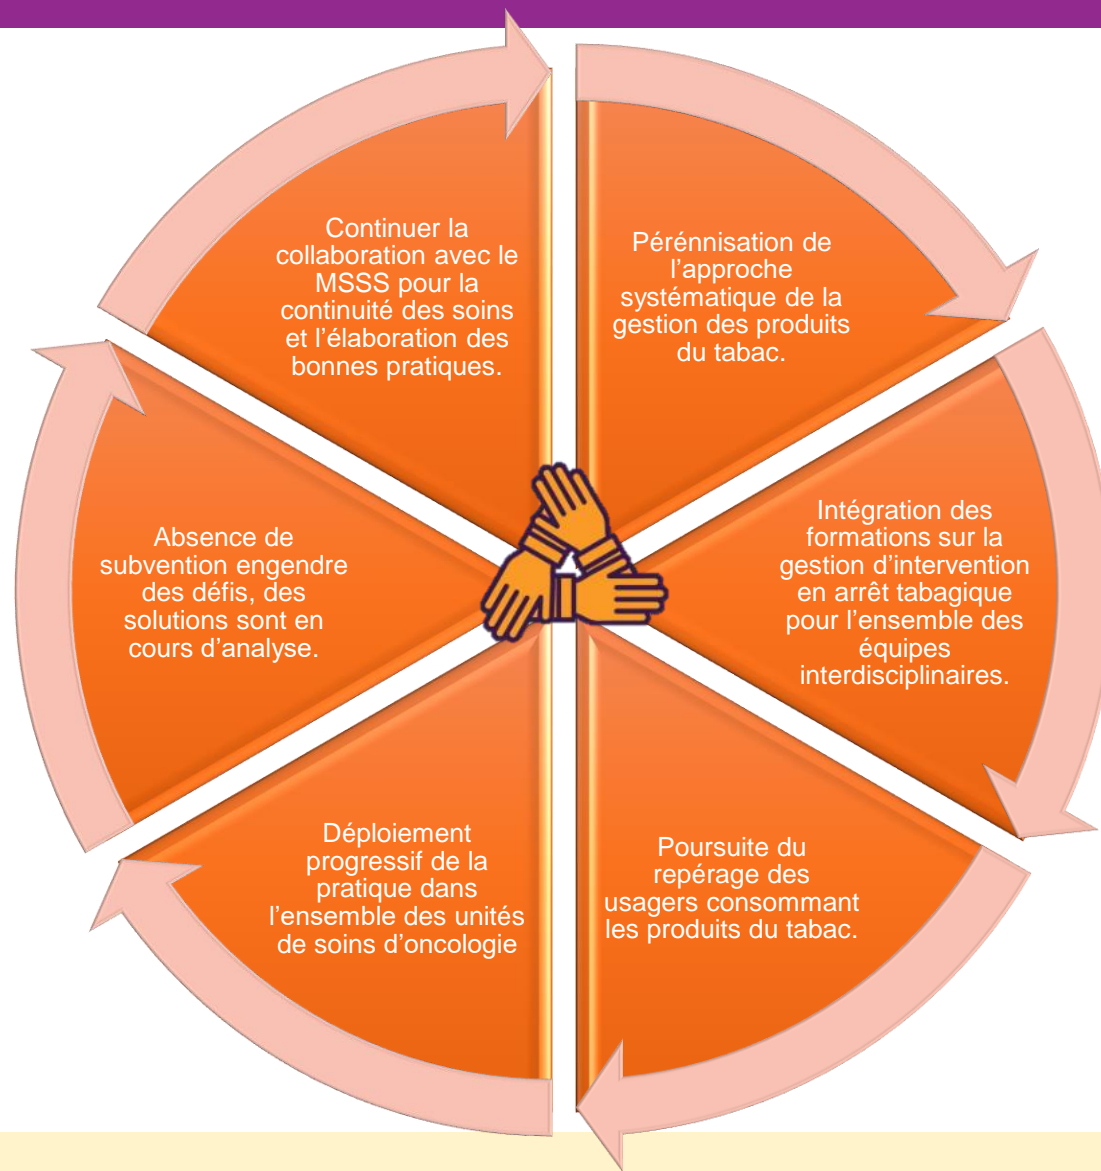 Continuer la
collaboration avec le
MSSS pour la
continuité des soins
et l’élaboration des
bonnes pratiques.
Pérénnisation de
l’approche
systématique de la
gestion des produits
du tabac.
Intégration des
formations sur la
gestion d’intervention
en arrêt tabagique
pour l’ensemble des
équipes
interdisciplinaires.
Poursuite du
repérage des
usagers consommant
les produits du tabac.
Déploiement
progressif de la
pratique dans
l’ensemble des unités
de soins d’oncologie
Absence de
subvention engendre
des défis, des
solutions sont en
cours d’analyse.